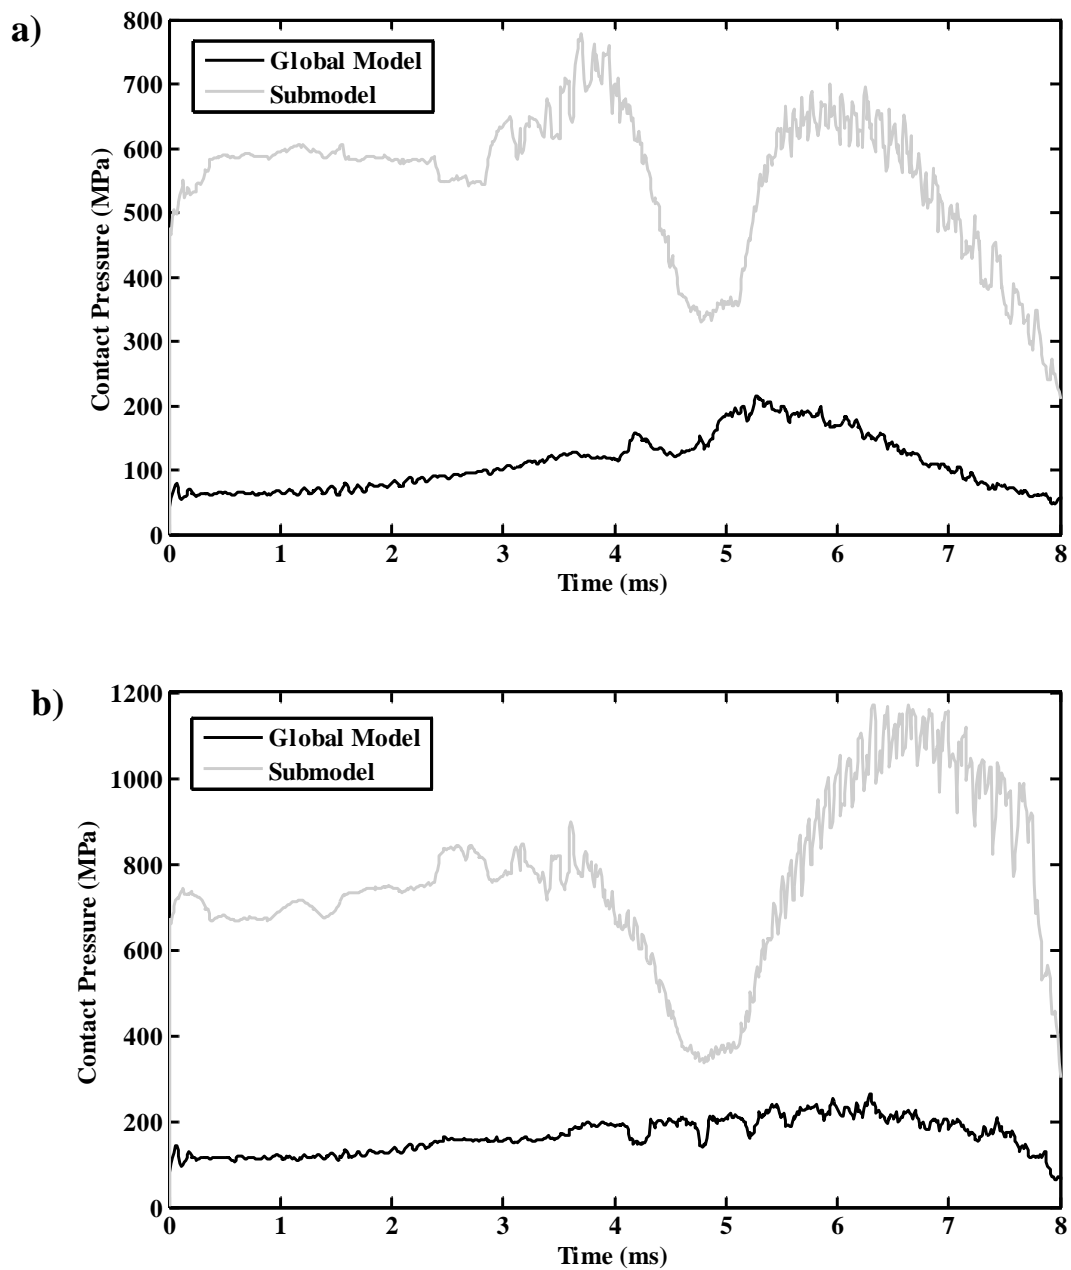 a)
800
700
600
500
400
300
200
100
0
Contact Pressure (MPa)
Global Model
Submodel
0 1 2 3 4 5 6 7 8
Time (ms)
b)
1200
1000
800
600
400
200
0
Contact Pressure (MPa)
Global Model
Submodel
0 1 2 3 4 5 6 7 8
Time (ms)